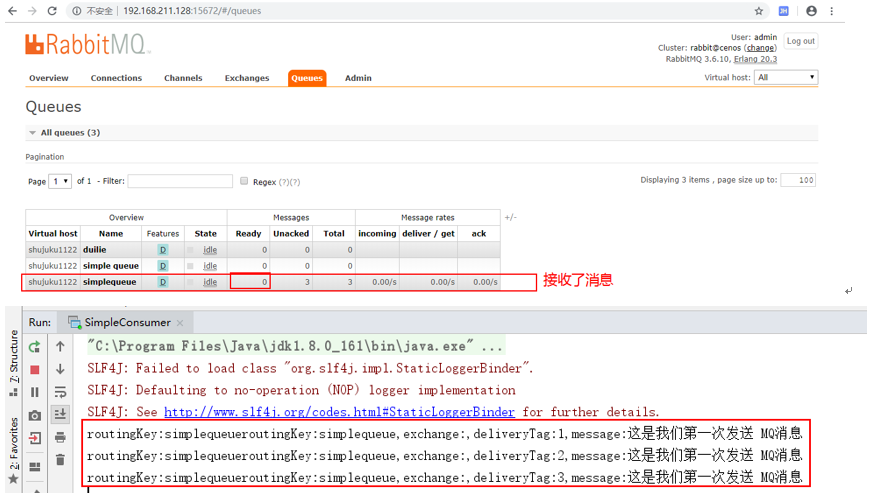 不安全 | 192.168.211.128:15672/#/queues
RabbitMQ
User: admin
Cluster: rabbit@cenos (change)
RabbitMQ 3.6.10, Erlang 20.3
Log out
Overview Connections Channels Exchanges Queues Admin
Virtual host: All
Queues
All queues (3)
Pagination
Page 1 of 1 - Filter: Regex (?)(?)
Displaying 3 items , page size up to: 100
Overview Messages Message rates +/-
Virtual host Name Features State Ready Unacked Total incoming deliver / get ack
shujuku1122 duilie D idle 0 0 0
shujuku1122 simple queue D idle 0 0 0
shujuku1122 simplequeue D idle 0 3 3 0.00/s 0.00/s 0.00/s
接收了消息
Run: SimpleConsumer
"C:\Program Files\Java\jdk1.8.0_161\bin\java.exe" ...
SLF4J: Failed to load class "org.slf4j.impl.StaticLoggerBinder".
SLF4J: Defaulting to no-operation (NOP) logger implementation
SLF4J: See http://www.slf4j.org/codes.html#StaticLoggerBinder for further details.
routingKey:simplequeueroutingKey:simplequeue,exchange:,deliveryTag:1,message:这是我们第一次发送 MQ消息
routingKey:simplequeueroutingKey:simplequeue,exchange:,deliveryTag:2,message:这是我们第一次发送 MQ消息
routingKey:simplequeueroutingKey:simplequeue,exchange:,deliveryTag:3,message:这是我们第一次发送 MQ消息
7: Structure
2: Favorites